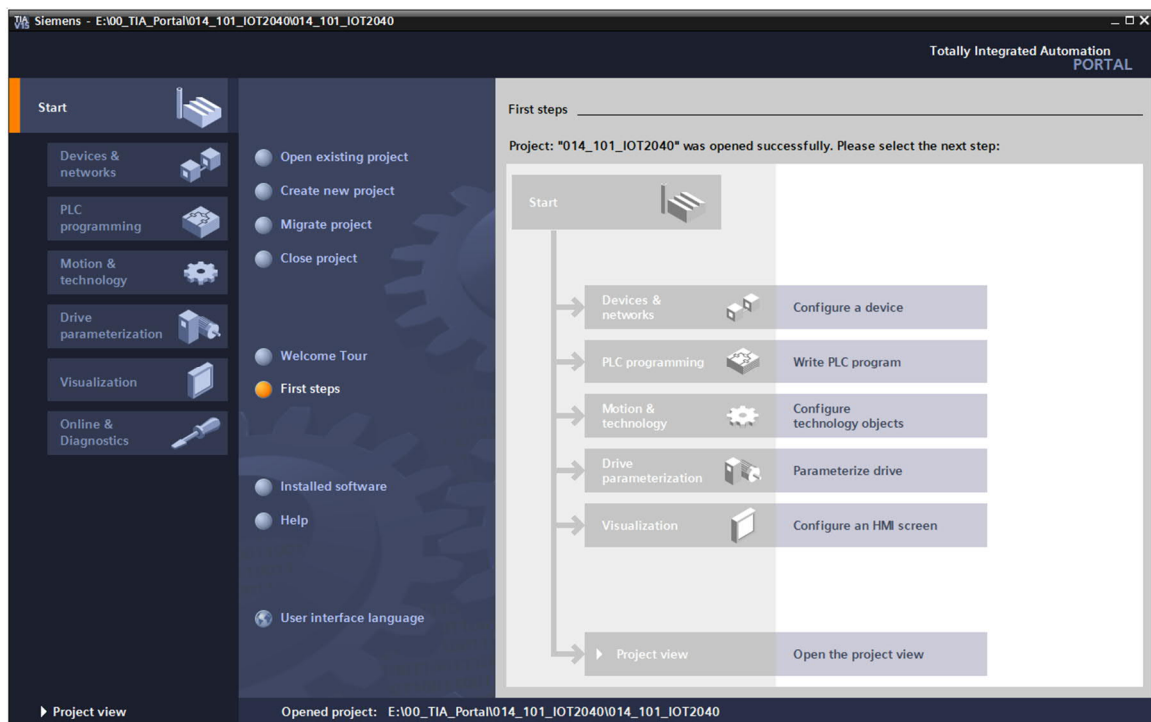 TIA V15 Siemens - E:\00_TIA_Portal\014_101_IOT2040\014_101_IOT2040
Totally Integrated Automation
PORTAL
Start
Devices &
networks
PLC
programming
Motion &
technology
Drive
parameterization
Visualization
Online &
Diagnostics
Open existing project
Create new project
Migrate project
Close project
Welcome Tour
First steps
Installed software
Help
User interface language
First steps
Project: "014_101_IOT2040" was opened successfully. Please select the next step:
Start
Devices &
networks
Configure a device
PLC programming
Write PLC program
Motion &
technology
Configure
technology objects
Drive
parameterization
Parameterize drive
Visualization
Configure an HMI screen
Project view
Open the project view
Project view
Opened project: E:\00_TIA_Portal\014_101_IOT2040\014_101_IOT2040